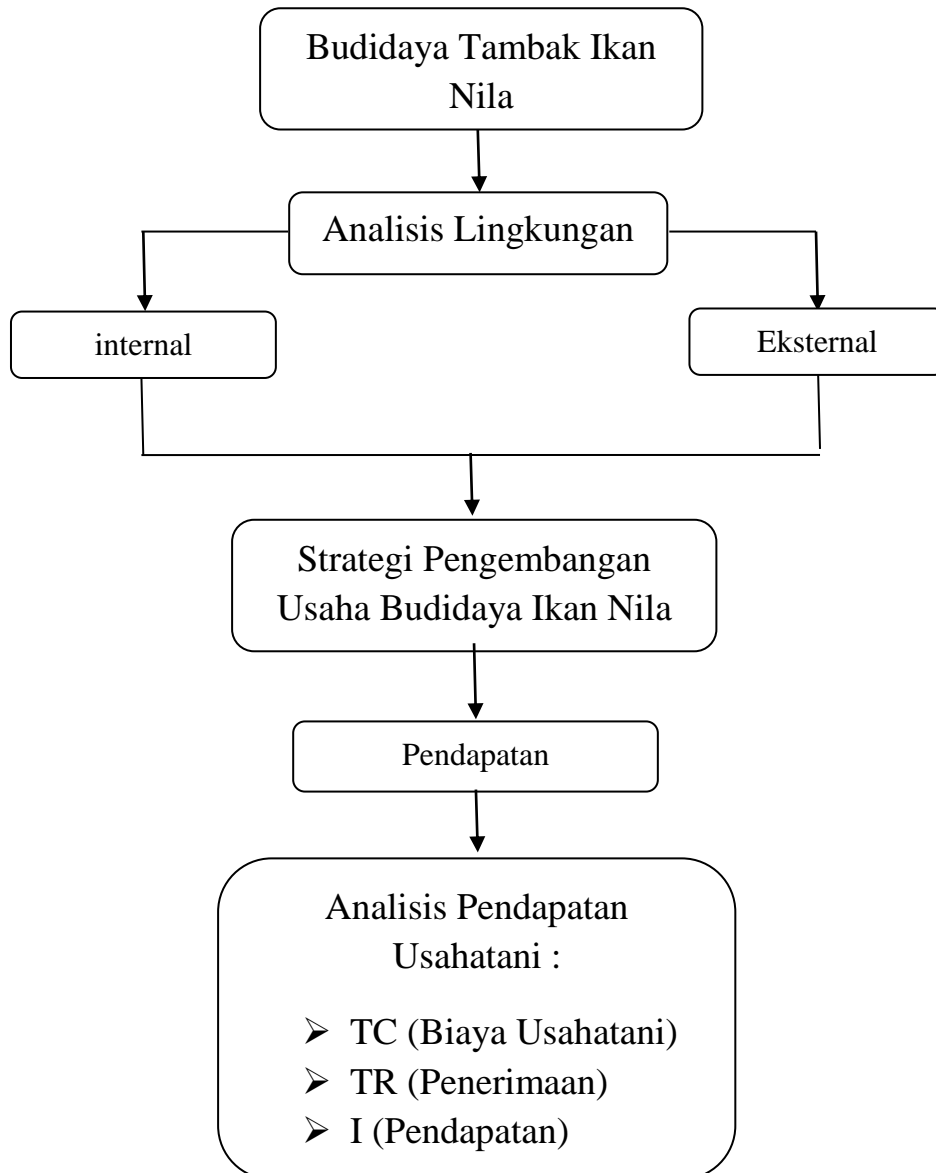 Budidaya Tambak Ikan
Nila
Analisis Lingkungan
internal
Eksternal
Strategi Pengembangan
Usaha Budidaya Ikan Nila
Pendapatan
Analisis Pendapatan
Usahatani :
➢ TC (Biaya Usahatani)
➢ TR (Penerimaan)
➢ I (Pendapatan)